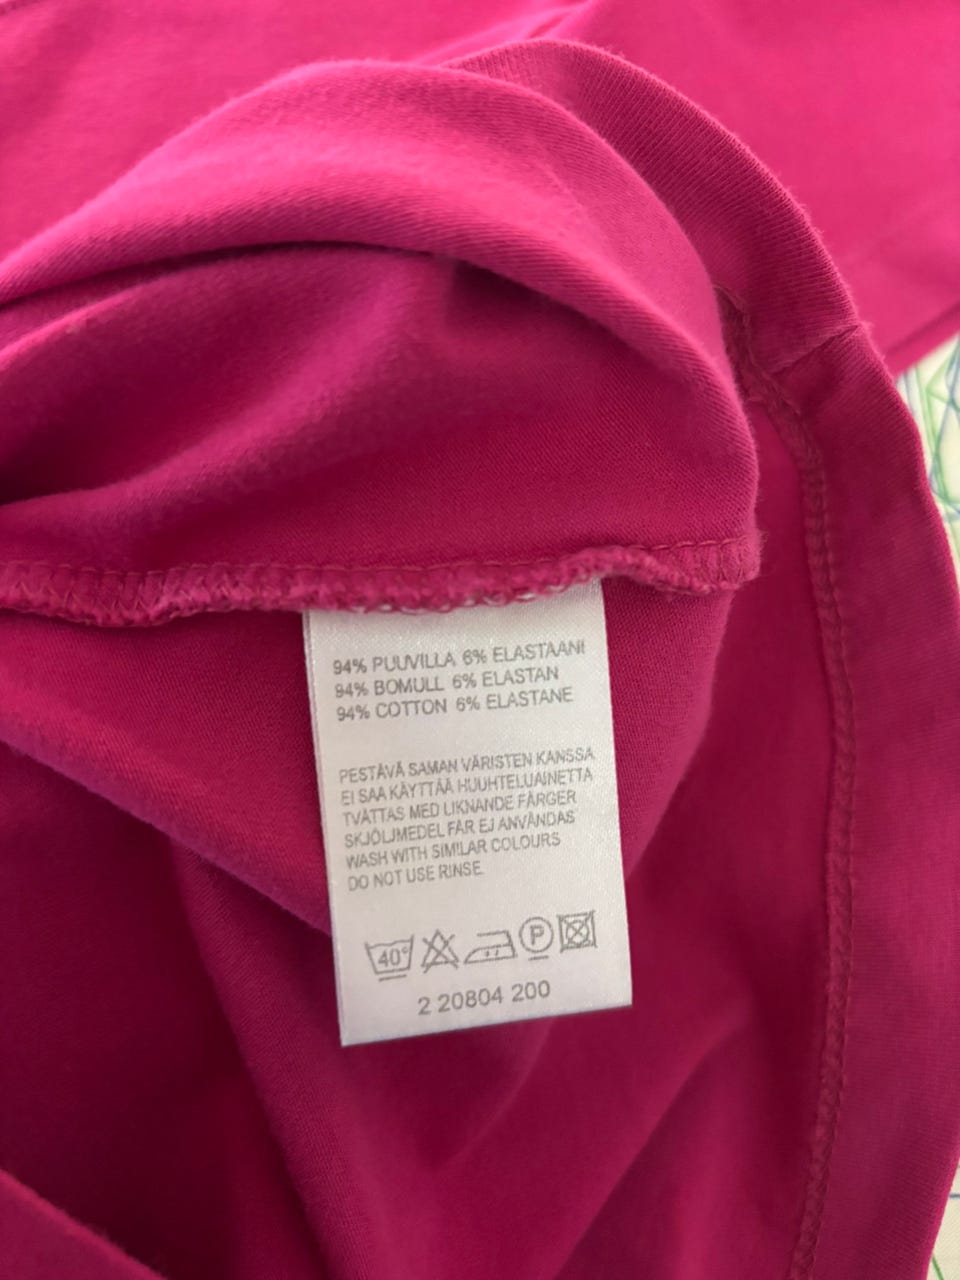 94% PUUVILLA 6% ELASTAANI
94% BOMULL 6% ELASTAN
94% COTTON 6% ELASTANE
PESTÄVÄ SAMAN VÄRISTEN KANSSA
EI SAA KÄYTTÄÄ HUUHTELUAINETTA
TVÄTTAS MED LIKNANDE FÄRGER
SKJÖLJMEDEL FÅR EJ ANVÄNDAS
WASH WITH SIMILAR COLOURS
DO NOT USE RINSE.
40° P
2 20804 200